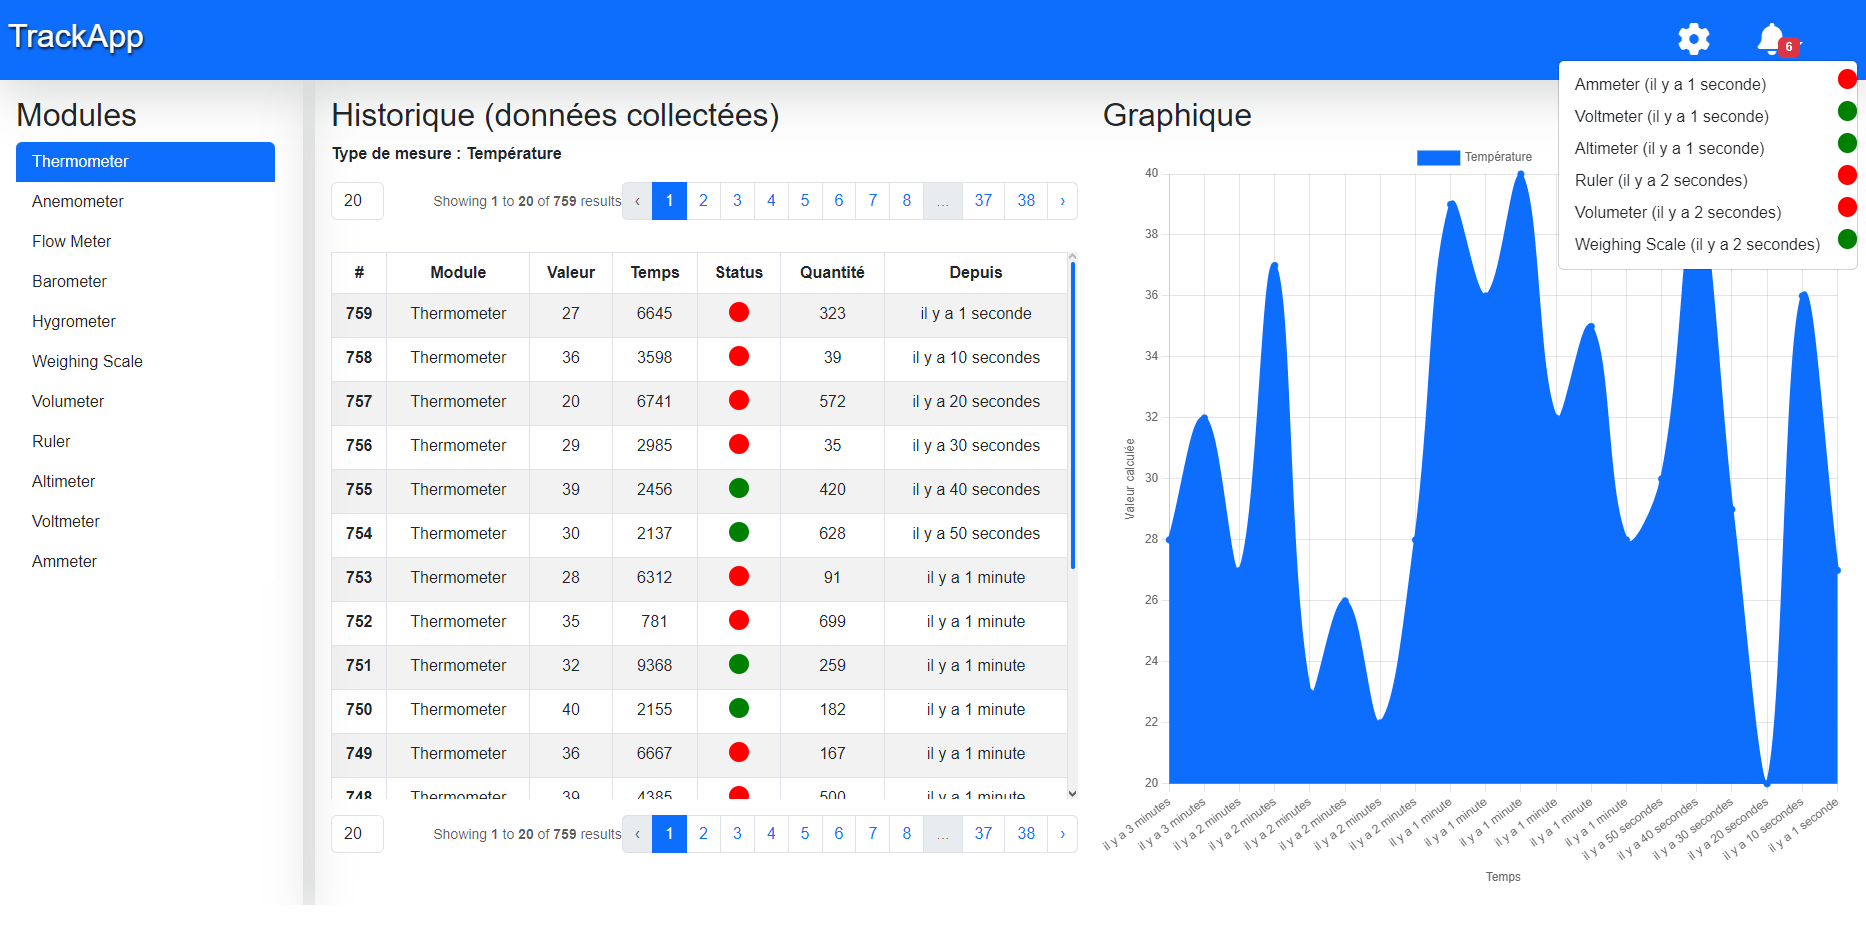 TrackApp
6
Ammeter (il y a 1 seconde)
Voltmeter (il y a 1 seconde)
Altimeter (il y a 1 seconde)
Ruler (il y a 2 secondes)
Volumeter (il y a 2 secondes)
Weighing Scale (il y a 2 secondes)
Modules
Thermometer
Anemometer
Flow Meter
Barometer
Hygrometer
Weighing Scale
Volumeter
Ruler
Altimeter
Voltmeter
Ammeter
Historique (données collectées)
Type de mesure : Température
20 Showing 1 to 20 of 759 results ‹ 1 2 3 4 5 6 7 8 ... 37 38 ›
# Module Valeur Temps Status Quantité Depuis
759 Thermometer 27 6645 323 il y a 1 seconde
758 Thermometer 36 3598 39 il y a 10 secondes
757 Thermometer 20 6741 572 il y a 20 secondes
756 Thermometer 29 2985 35 il y a 30 secondes
755 Thermometer 39 2456 420 il y a 40 secondes
754 Thermometer 30 2137 628 il y a 50 secondes
753 Thermometer 28 6312 91 il y a 1 minute
752 Thermometer 35 781 699 il y a 1 minute
751 Thermometer 32 9368 259 il y a 1 minute
750 Thermometer 40 2155 182 il y a 1 minute
749 Thermometer 36 6667 167 il y a 1 minute
748 Thermometer 39 4385 500 il y a 1 minute
20 Showing 1 to 20 of 759 results ‹ 1 2 3 4 5 6 7 8 ... 37 38 ›
Graphique
Température
Valeur calculée
40
38
36
34
32
30
28
26
24
22
20
il y a 3 minutes
il y a 3 minutes
il y a 2 minutes
il y a 2 minutes
il y a 2 minutes
il y a 2 minutes
il y a 2 minutes
il y a 2 minutes
il y a 1 minute
il y a 1 minute
il y a 1 minute
il y a 1 minute
il y a 1 minute
il y a 1 minute
il y a 50 secondes
il y a 40 secondes
il y a 30 secondes
il y a 20 secondes
il y a 10 secondes
il y a 1 seconde
Temps